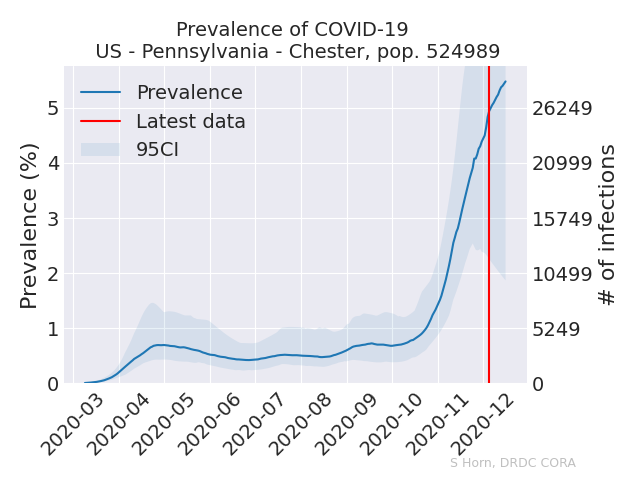 Prevalence of COVID-19
US - Pennsylvania - Chester, pop. 524989
Prevalence
Latest data
95CI
Prevalence (%)
5
4
3
2
1
0
26249
20999
15749
10499
5249
0
# of infections
2020-03
2020-04
2020-05
2020-06
2020-07
2020-08
2020-09
2020-10
2020-11
2020-12
S Horn, DRDC CORA